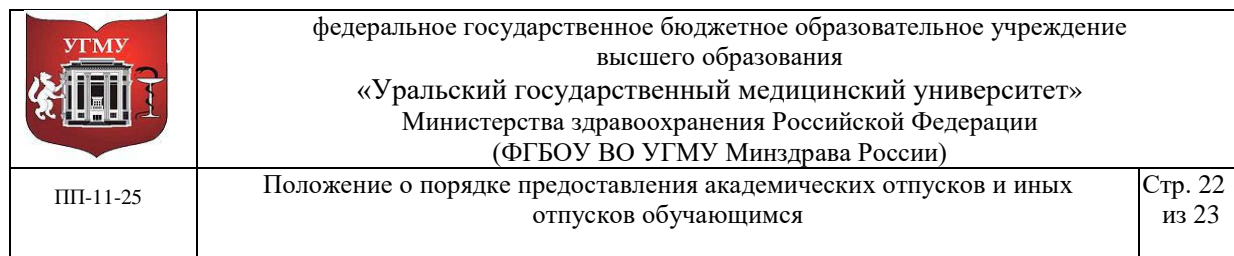 УГМУ
федеральное государственное бюджетное образовательное учреждение
высшего образования
«Уральский государственный медицинский университет»
Министерства здравоохранения Российской Федерации
(ФГБОУ ВО УГМУ Минздрава России)
ПП-11-25
Положение о порядке предоставления академических отпусков и иных
отпусков обучающимся
Стр. 22
из 23